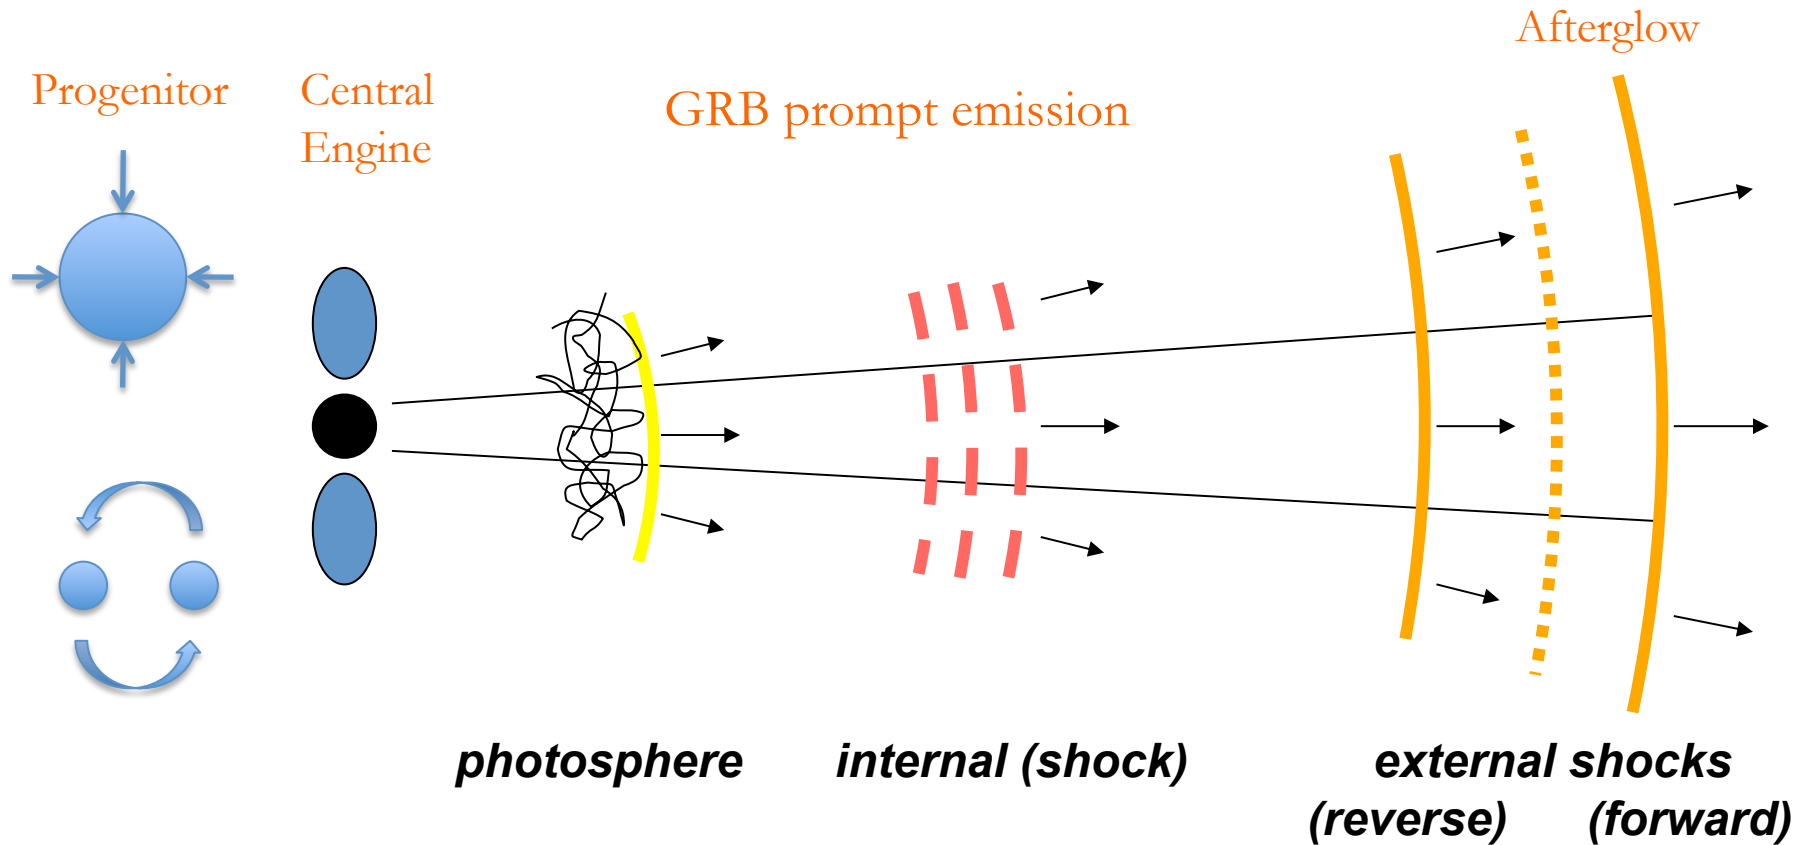 Afterglow
Progenitor
Central
Engine
GRB prompt emission
photosphere
internal (shock)
external shocks
(reverse) (forward)